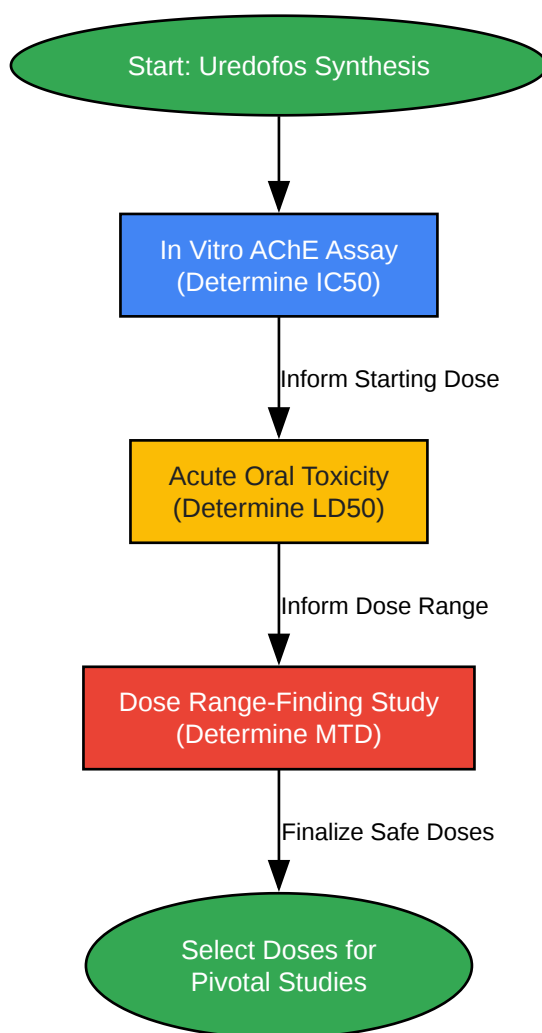 Start: Uredofos Synthesis
In Vitro AChE Assay
(Determine IC50)
Inform Starting Dose
Acute Oral Toxicity
(Determine LD50)
Inform Dose Range
Dose Range-Finding Study
(Determine MTD)
Finalize Safe Doses
Select Doses for
Pivotal Studies